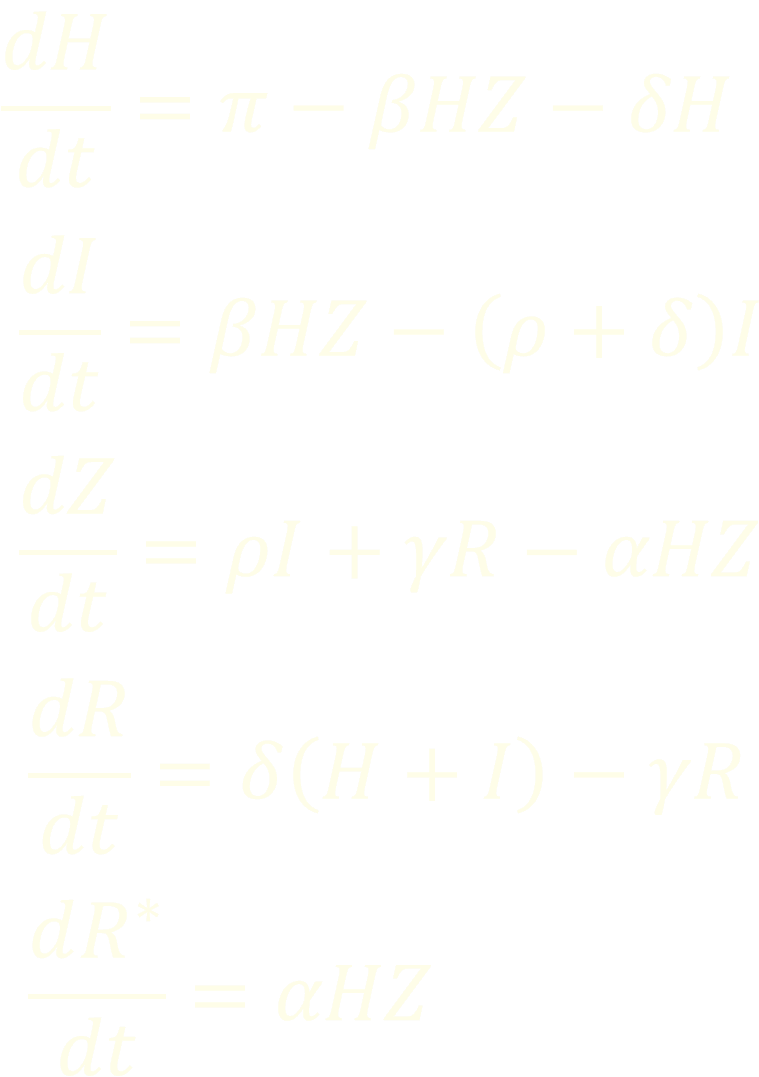 dH/dt = π − βHZ − δH
dI/dt = βHZ − (ρ + δ)I
dZ/dt = ρI + γR − αHZ
dR/dt = δ(H + I) − γR
dR*/dt = αHZ